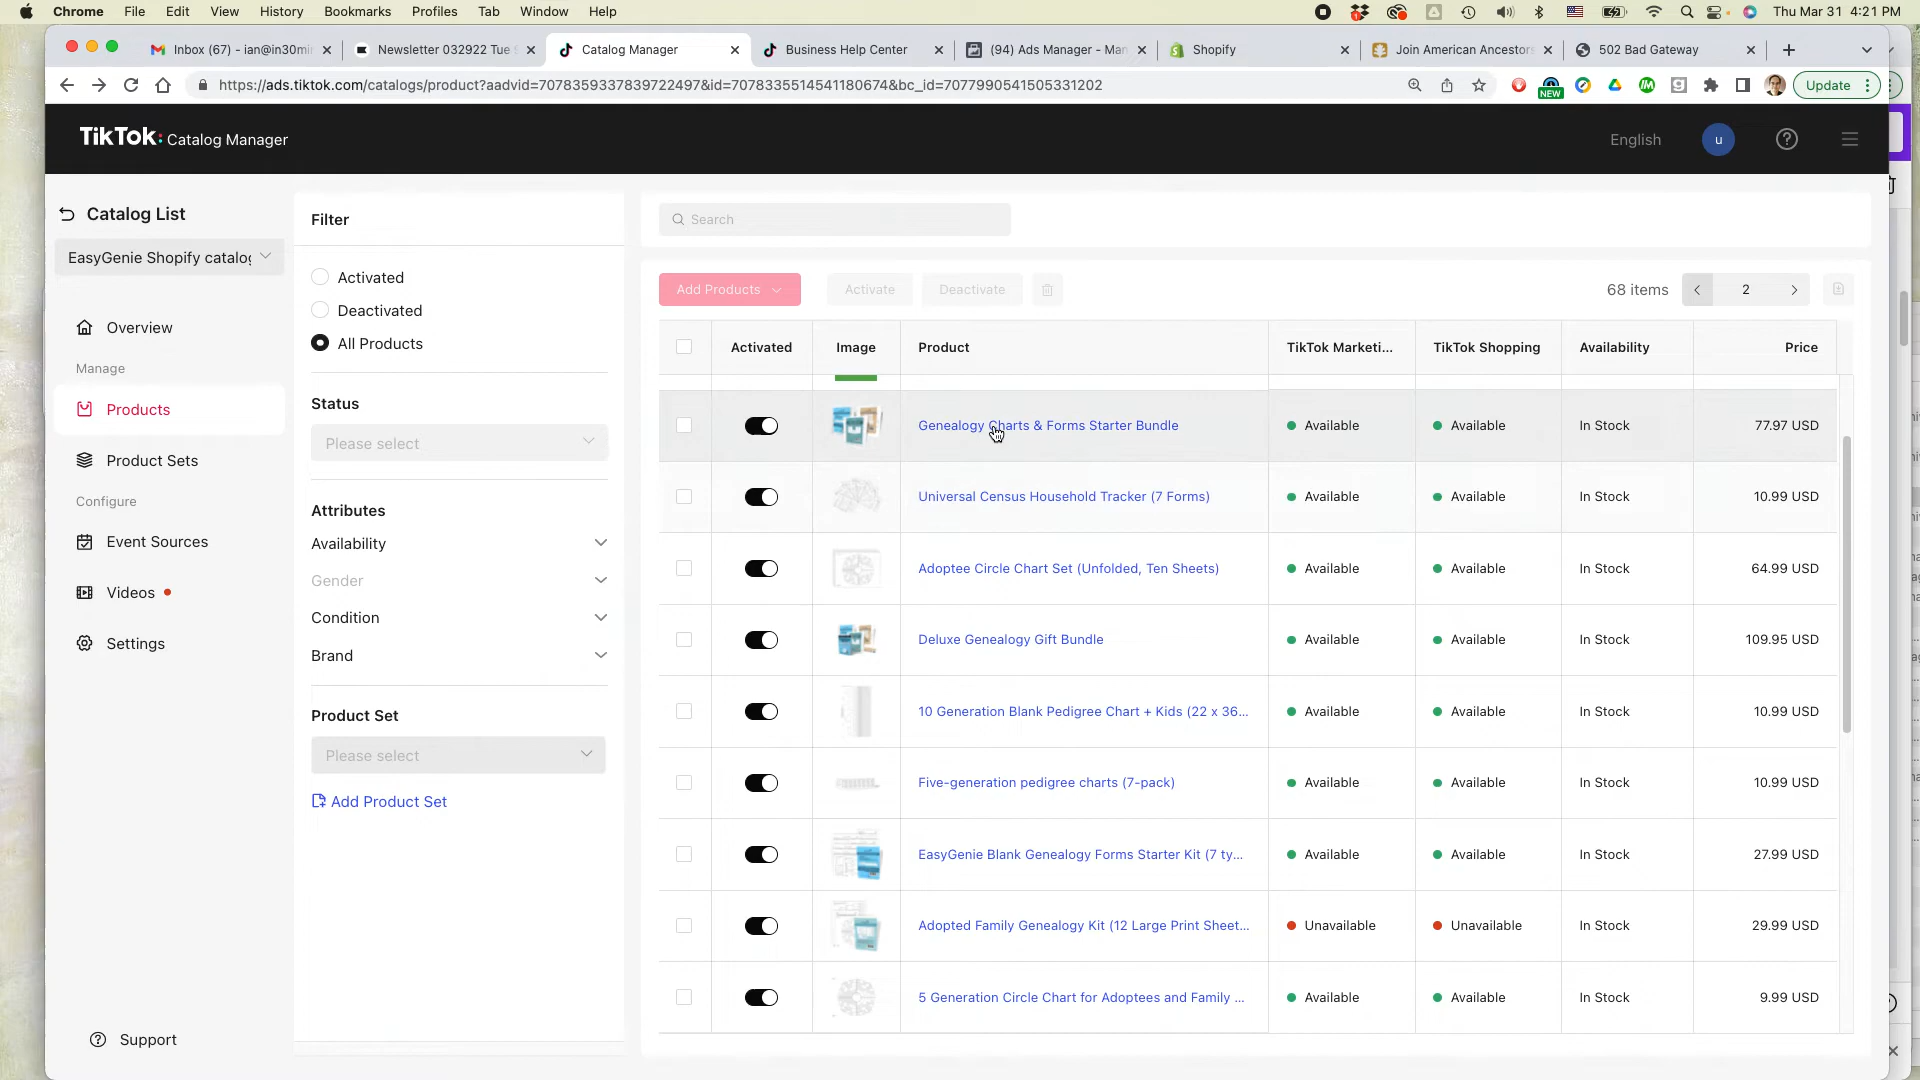 Chrome File Edit View History Bookmarks Profiles Tab Window Help Thu Mar 31 4:21 PM
Inbox (67) - ian@in30mi
Newsletter 032922 Tue
Catalog Manager
Business Help Center
(94) Ads Manager - Man
Shopify
Join American Ancestors
502 Bad Gateway
https://ads.tiktok.com/catalogs/product?aadvid=7078359337839722497&id=7078335514541180674&bc_id=7077990541505331202
NEW
Update
TikTok: Catalog Manager
English
u
Catalog List
EasyGenie Shopify catalog
Overview
Manage
Products
Product Sets
Configure
Event Sources
Videos
Settings
Support
Filter
Activated
Deactivated
All Products
Status
Please select
Attributes
Availability
Gender
Condition
Brand
Product Set
Please select
Add Product Set
Search
Add Products Activate Deactivate 68 items 2
Activated Image Product TikTok Marketi... TikTok Shopping Availability Price
Genealogy Charts & Forms Starter Bundle Available Available In Stock 77.97 USD
Universal Census Household Tracker (7 Forms) Available Available In Stock 10.99 USD
Adoptee Circle Chart Set (Unfolded, Ten Sheets) Available Available In Stock 64.99 USD
Deluxe Genealogy Gift Bundle Available Available In Stock 109.95 USD
10 Generation Blank Pedigree Chart + Kids (22 x 36... Available Available In Stock 10.99 USD
Five-generation pedigree charts (7-pack) Available Available In Stock 10.99 USD
EasyGenie Blank Genealogy Forms Starter Kit (7 ty... Available Available In Stock 27.99 USD
Adopted Family Genealogy Kit (12 Large Print Sheet... Unavailable Unavailable In Stock 29.99 USD
5 Generation Circle Chart for Adoptees and Family ... Available Available In Stock 9.99 USD